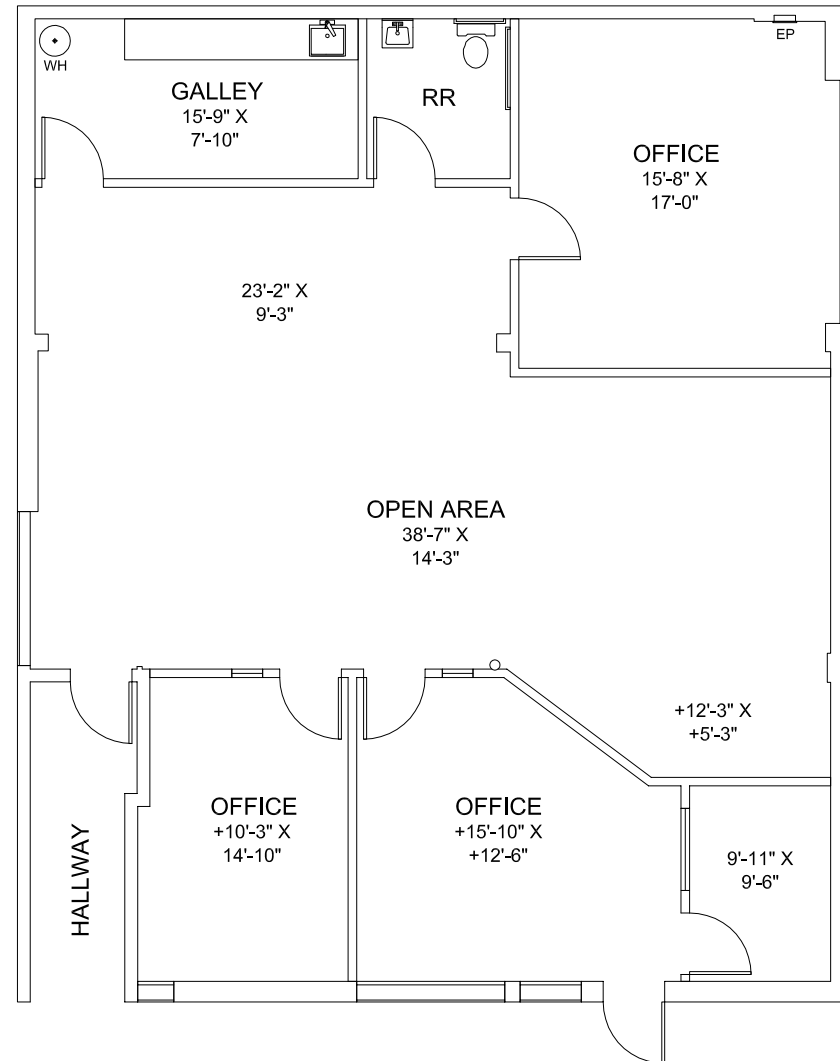 EP
WH
GALLEY
15'-9" X
7'-10"
RR
OFFICE
15'-8" X
17'-0"
23'-2" X
9'-3"
OPEN AREA
38'-7" X
14'-3"
+12'-3" X
+5'-3"
HALLWAY
OFFICE
+10'-3" X
14'-10"
OFFICE
+15'-10" X
+12'-6"
9'-11" X
9'-6"